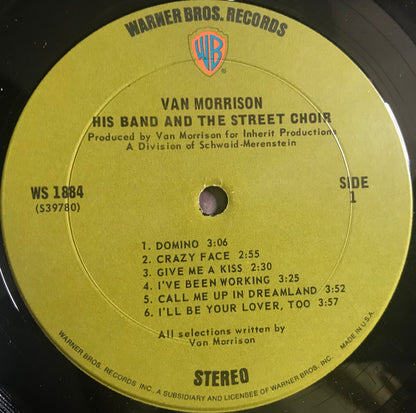 WARNER BROS. RECORDS
WB
VAN MORRISON
HIS BAND AND THE STREET CHOIR
Produced by Van Morrison for Inherit Productions
A Division of Schwaid-Merenstein
WS 1884
(S39780)
SIDE
1
1. DOMINO 3:06
2. CRAZY FACE 2:55
3. GIVE ME A KISS 2:30
4. I'VE BEEN WORKING 3:25
5. CALL ME UP IN DREAMLAND 3:52
6. I'LL BE YOUR LOVER, TOO 3:57
All selections written by
Van Morrison
STEREO
WARNER BROS. RECORDS INC. A SUBSIDIARY AND LICENSEE OF WARNER BROS. INC. MADE IN U.S.A.